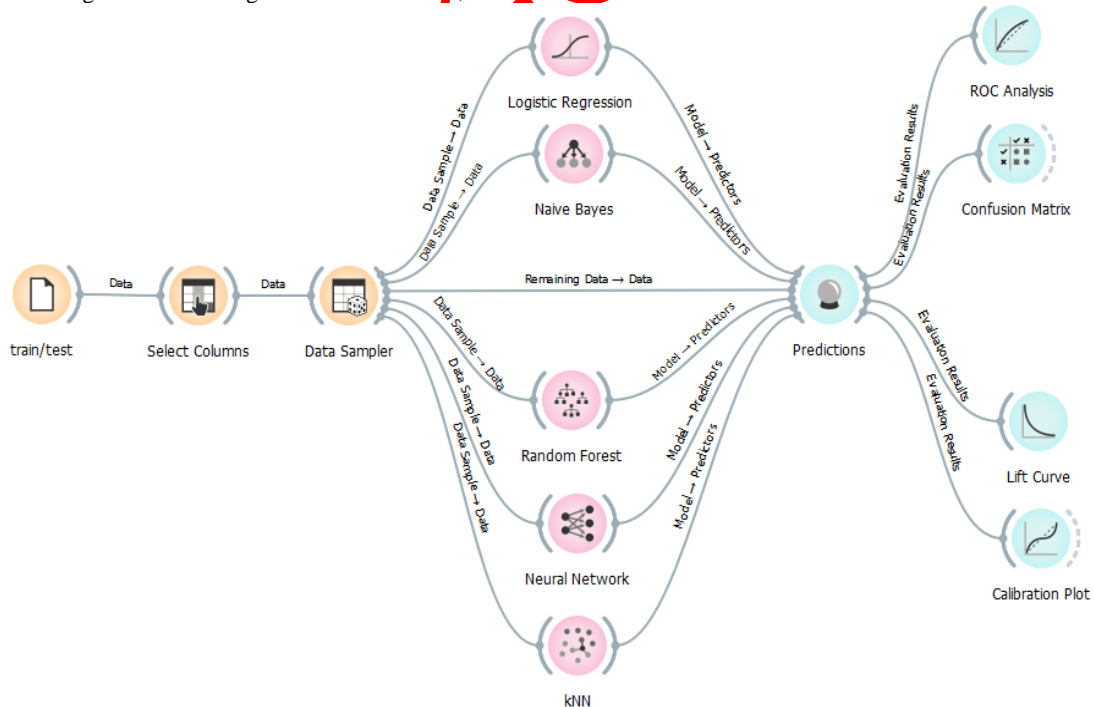 Logistic Regression
Naive Bayes
train/test
Data
Select Columns
Data
Data Sampler
Data Sample → Data
Data Sample → Data
Remaining Data → Data
Data Sample → Data
Data Sample → Data
Data Sample → Data
Random Forest
Neural Network
kNN
Model → Predictors
Model → Predictors
Model → Predictors
Model → Predictors
Model → Predictors
Predictions
Evaluation Results
Evaluation Results
Evaluation Results
Evaluation Results
ROC Analysis
Confusion Matrix
Lift Curve
Calibration Plot